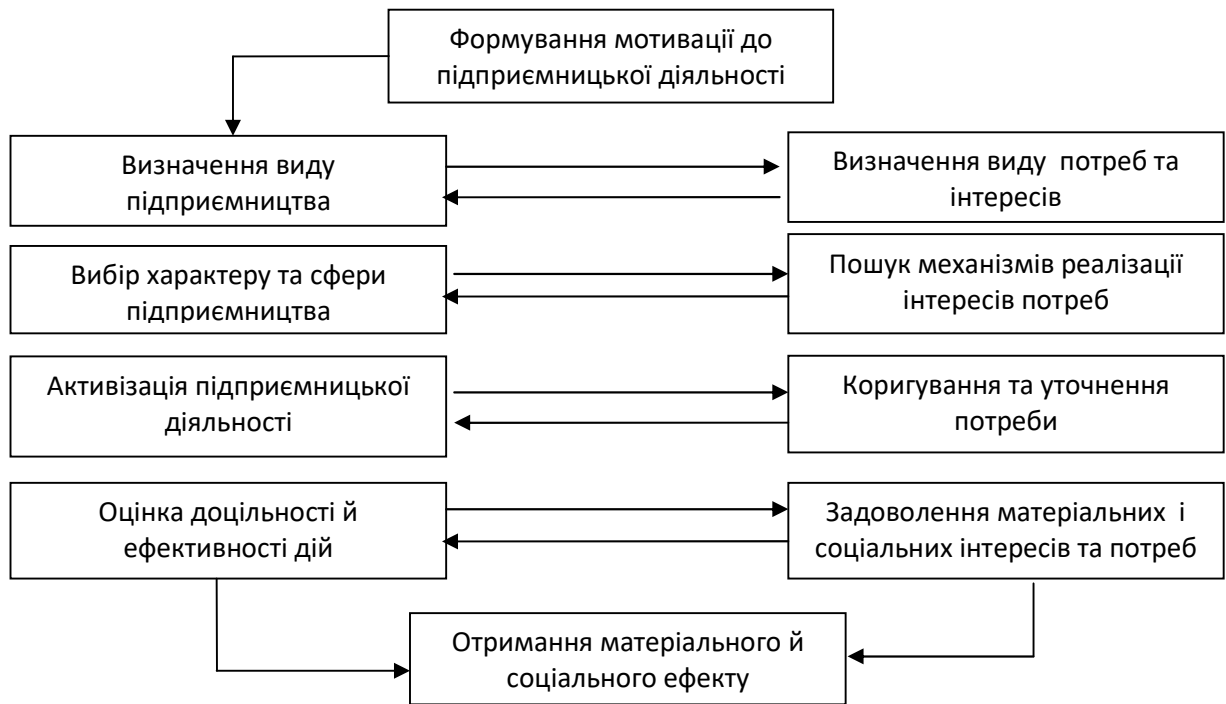 Формування мотивації до
підприємницької діяльності
Визначення виду
підприємництва
Визначення виду  потреб та
інтересів
Вибір характеру та сфери
підприємництва
Пошук механізмів реалізації
інтересів потреб
Активізація підприємницької
діяльності
Коригування та уточнення
потреби
Оцінка доцільності й
ефективності дій
Задоволення матеріальних  і
соціальних інтересів та потреб
Отримання матеріального й
соціального ефекту